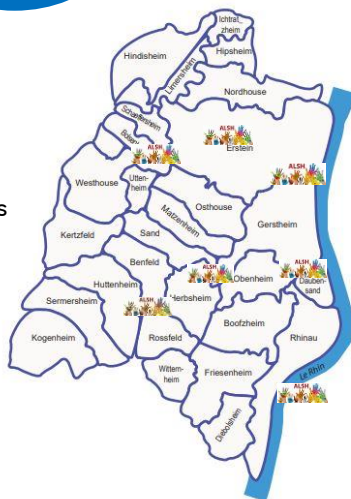 Ichtratzheim
Hindisheim
Limersheim
Hipsheim
Nordhouse
Schaeffersheim
ALSH
Erstein
ALSH
ALSH
Westhouse
Uttenheim
s
Osthouse
Matzenheim
Gerstheim
Kertzfeld
Sand
Benfeld
ALSH
Obenheim
ALSH
Daubensand
Huttenheim
Herbsheim
ALSH
Sermersheim
Boofzheim
Kogenheim
Rossfeld
Rhinau
Witternheim
Friesenheim
Le Rhin
ALSH
Diebolsheim